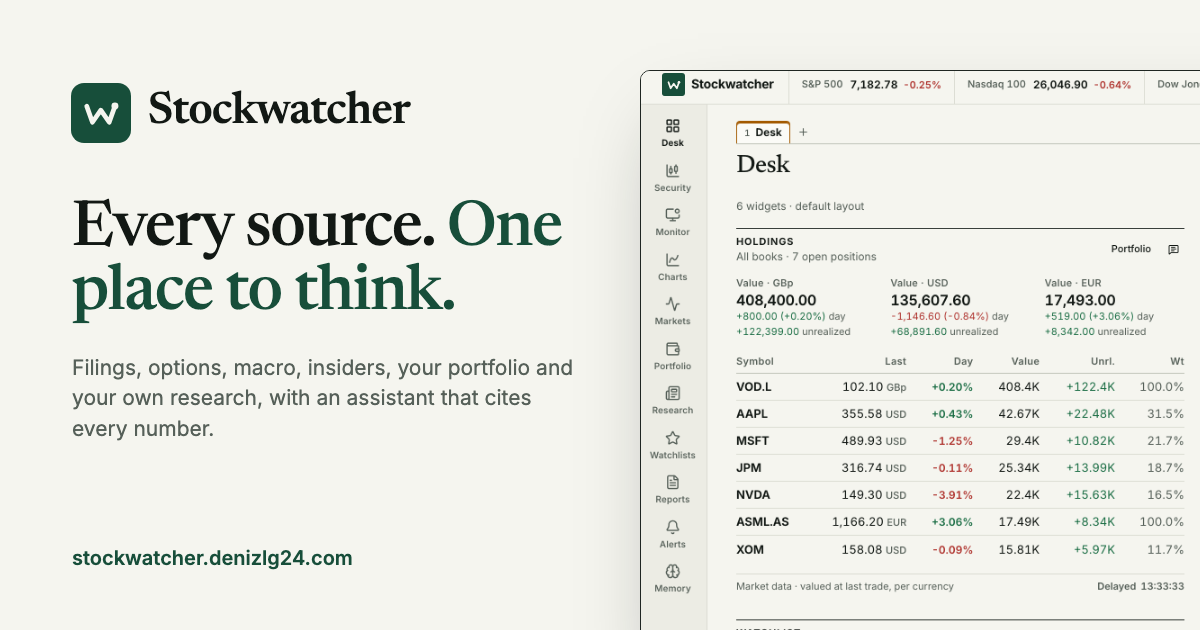 Stockwatcher
Every source. One
place to think.
Filings, options, macro, insiders, your portfolio and
your own research, with an assistant that cites
every number.
stockwatcher.denizlg24.com
Stockwatcher S&P 500 7,182.78 -0.25% Nasdaq 100 26,046.90 -0.64% Dow
Desk
Security
Monitor
Charts
Markets
Portfolio
Research
Watchlists
Reports
Alerts
Memory
1 Desk +
Desk
6 widgets · default layout
HOLDINGS
All books · 7 open positions
Portfolio
Value · GBp Value · USD Value · EUR
408,400.00 135,607.60 17,493.00
+800.00 (+0.20%) day -1,146.60 (-0.84%) day +519.00 (+3.06%) day
+122,399.00 unrealized +68,891.60 unrealized +8,342.00 unrealized
Symbol Last Day Value Unrl. Wt
VOD.L 102.10 GBp +0.20% 408.4K +122.4K 100.0%
AAPL 355.58 USD +0.43% 42.67K +22.48K 31.5%
MSFT 489.93 USD -1.25% 29.4K +10.82K 21.7%
JPM 316.74 USD -0.11% 25.34K +13.99K 18.7%
NVDA 149.30 USD -3.91% 22.4K +15.63K 16.5%
ASML.AS 1,166.20 EUR +3.06% 17.49K +8.34K 100.0%
XOM 158.08 USD -0.09% 15.81K +5.97K 11.7%
Market data · valued at last trade, per currency Delayed 13:33:33